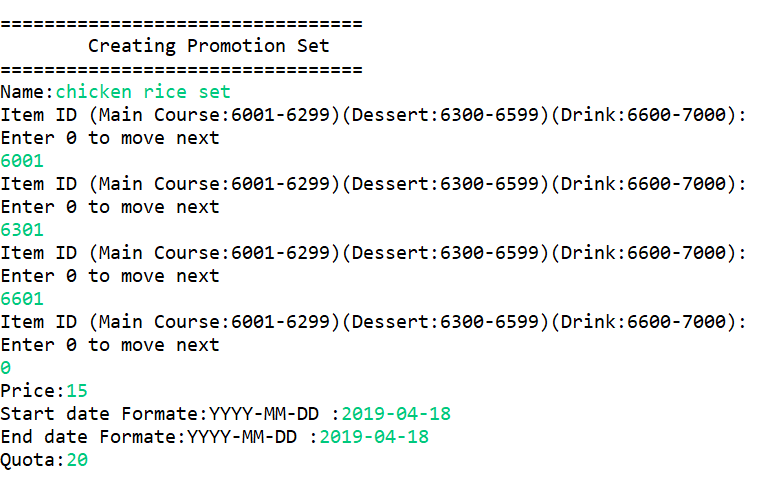 =================================
Creating Promotion Set
=================================
Name:chicken rice set
Item ID (Main Course:6001-6299)(Dessert:6300-6599)(Drink:6600-7000):
Enter 0 to move next
6001
Item ID (Main Course:6001-6299)(Dessert:6300-6599)(Drink:6600-7000):
Enter 0 to move next
6301
Item ID (Main Course:6001-6299)(Dessert:6300-6599)(Drink:6600-7000):
Enter 0 to move next
6601
Item ID (Main Course:6001-6299)(Dessert:6300-6599)(Drink:6600-7000):
Enter 0 to move next
0
Price:15
Start date Formate:YYYY-MM-DD :2019-04-18
End date Formate:YYYY-MM-DD :2019-04-18
Quota:20